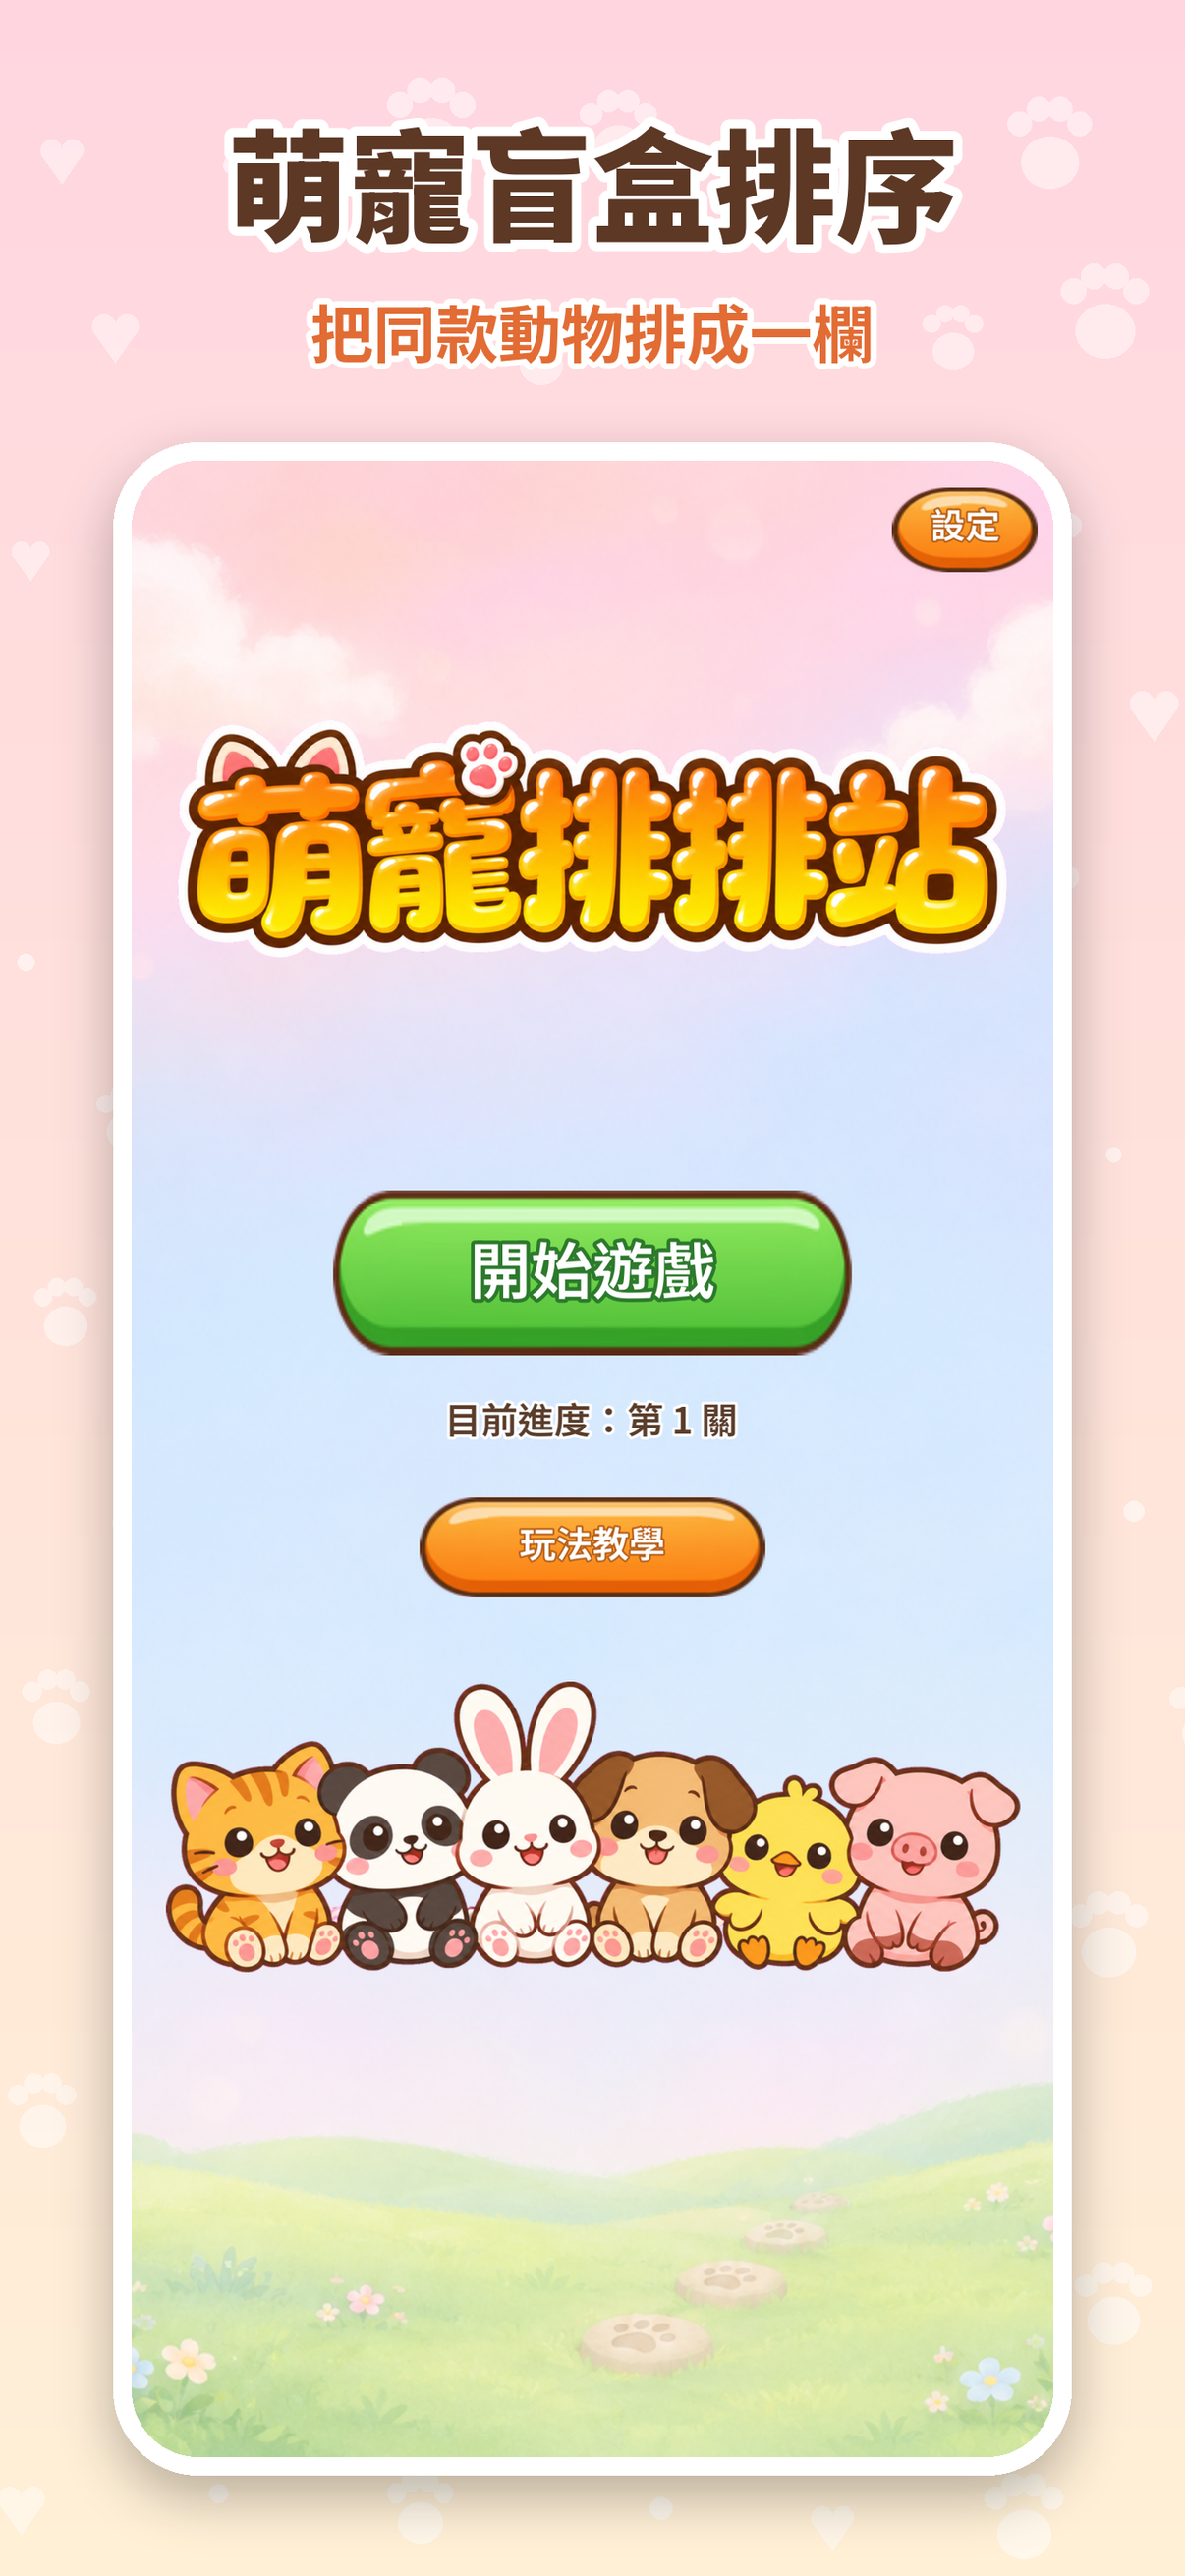 萌寵盲盒排序
把同款動物排成一欄
設定
萌寵排排站
開始遊戲
目前進度：第 1 關
玩法教學